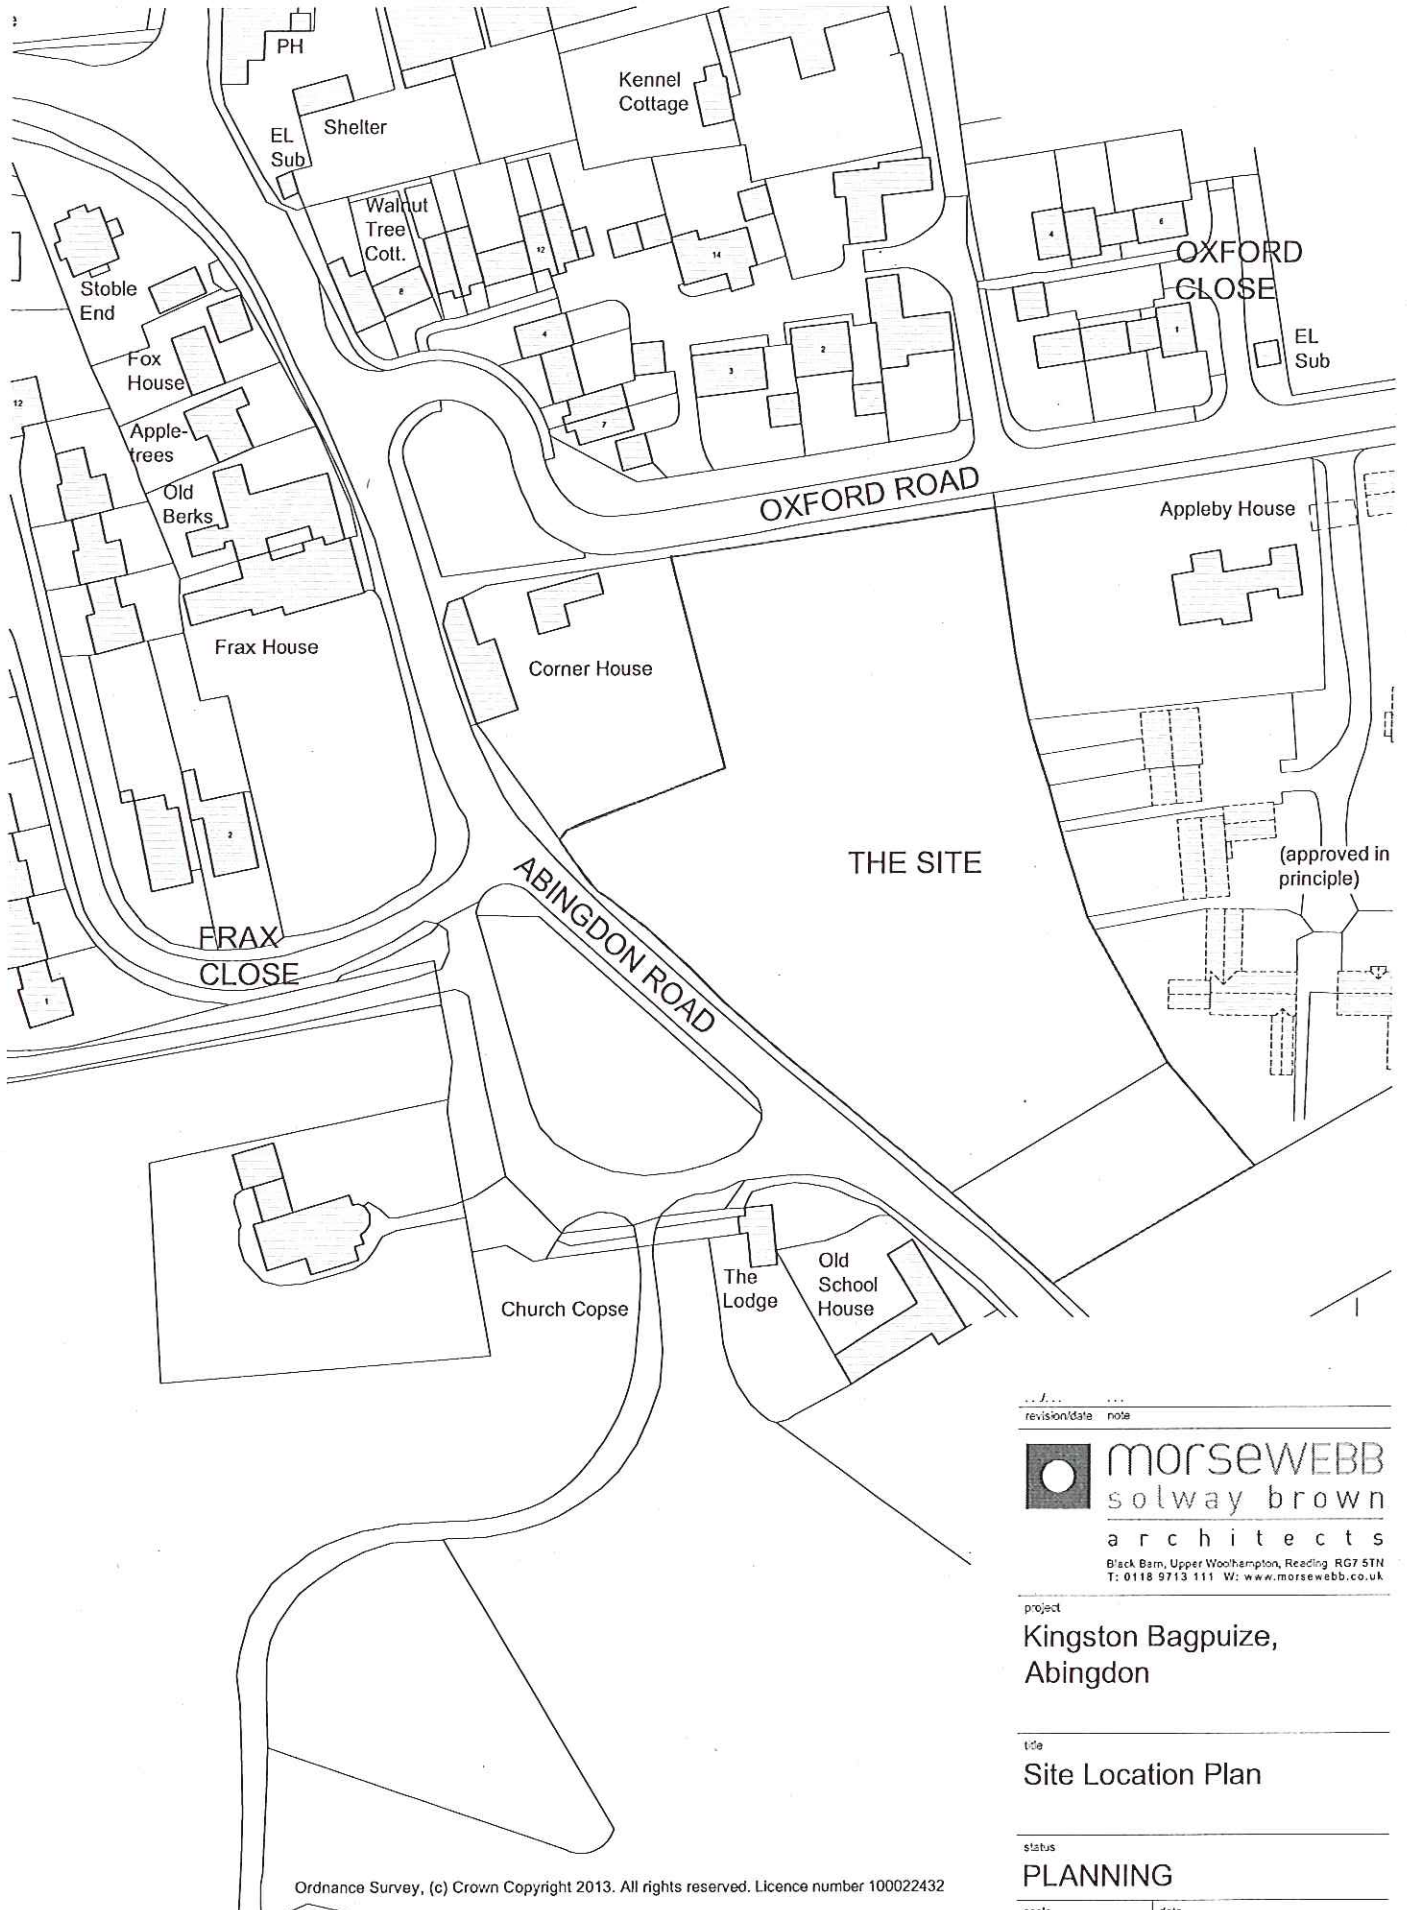 PH
Kennel
Cottage
EL
Sub
Shelter
Walnut
Tree
Cott.
8
12
14
4
6
OXFORD
CLOSE
Stoble
End
EL
Sub
1
4
3
2
Fox
House
12
Apple-
trees
7
Old
Berks
OXFORD ROAD
Appleby House
Frax House
Corner House
2
THE SITE
(approved in
principle)
ABINGDON ROAD
FRAX
CLOSE
1
The
Lodge
Old
School
House
Church Copse
revision/date note
morseWEBB
solway brown
architects
Black Barn, Upper Woolhampton, Reading RG7 5TN
T: 0118 9713 111 W: www.morsewebb.co.uk
project
Kingston Bagpuize,
Abingdon
title
Site Location Plan
status
PLANNING
Ordnance Survey, (c) Crown Copyright 2013. All rights reserved. Licence number 100022432